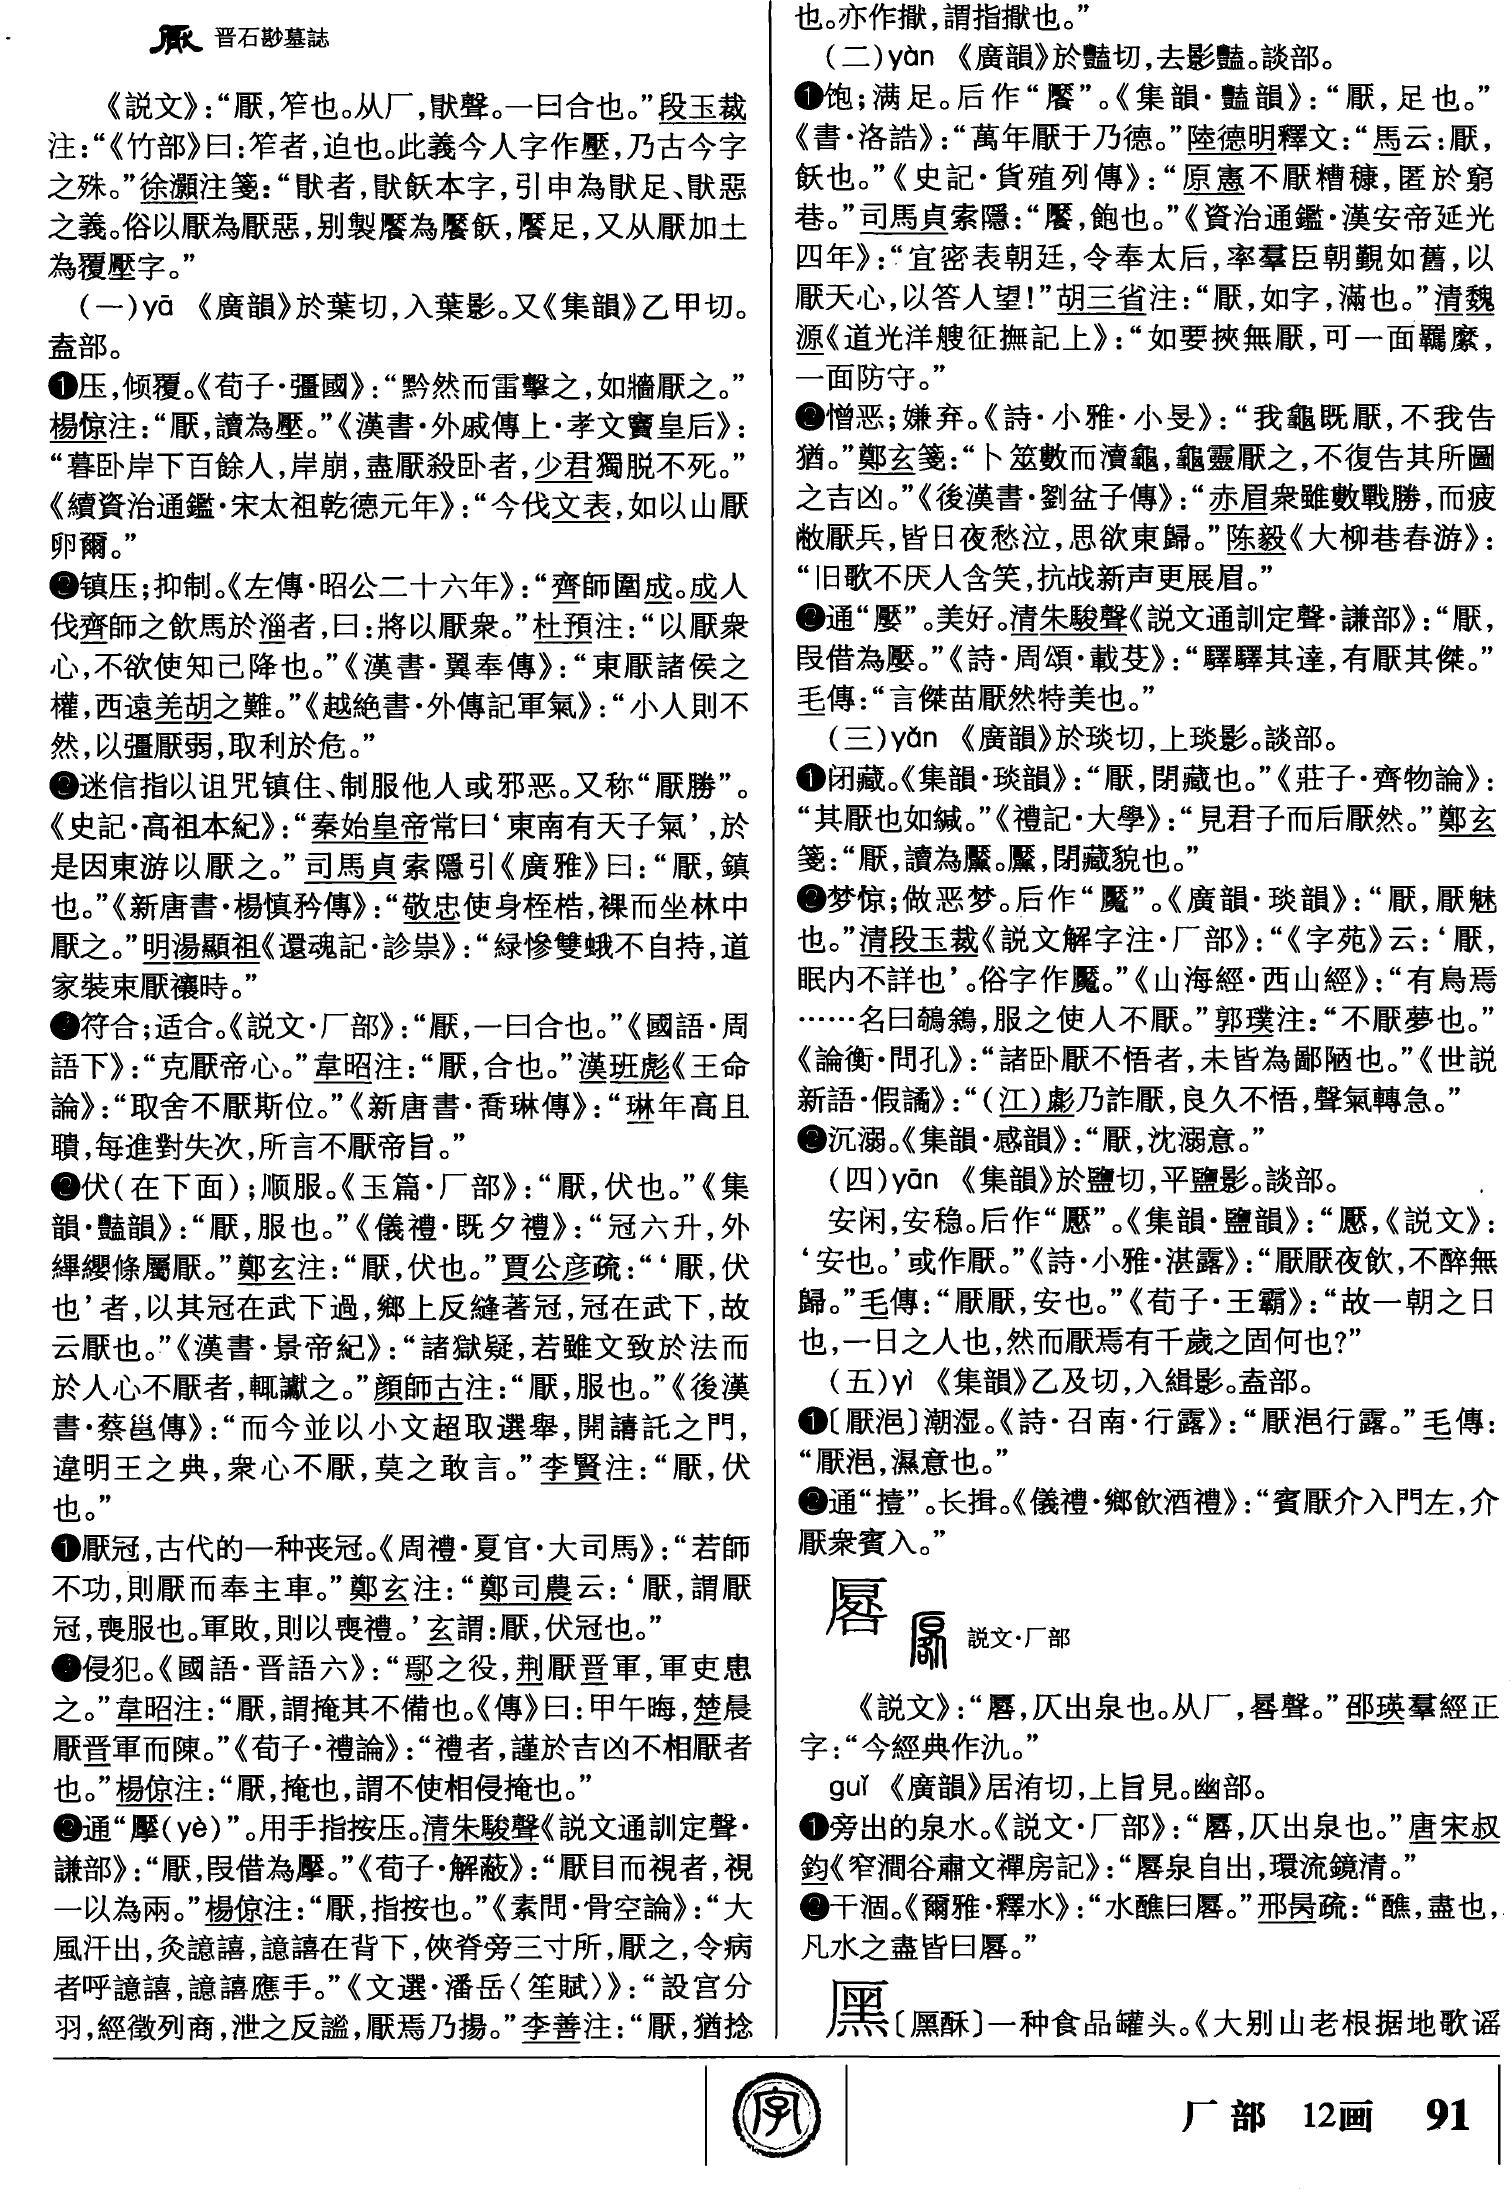 厭 晋石尠墓誌
《説文》：“厭，笮也。从厂，猒聲。一曰合也。”段玉裁
注：“《竹部》曰：笮者，迫也。此義今人字作壓，乃古今字
之殊。”徐灝注箋：“猒者，猒飫本字，引申為猒足、猒惡
之義。俗以厭為厭惡，别製饜為饜飫，饜足，又从厭加土
為覆壓字。”
（一）yā 《廣韻》於葉切，入葉影。又《集韻》乙甲切。
盍部。
❶压，倾覆。《荀子·彊國》：“黔然而雷擊之，如牆厭之。”
楊倞注：“厭，讀為壓。”《漢書·外戚傳上·孝文竇皇后》：
“暮卧岸下百餘人，岸崩，盡厭殺卧者，少君獨脱不死。”
《續資治通鑑·宋太祖乾德元年》：“今伐文表，如以山厭
卵爾。”
❷镇压；抑制。《左傳·昭公二十六年》：“齊師圍成。成人
伐齊師之飲馬於淄者，曰：將以厭衆。”杜預注：“以厭衆
心，不欲使知己降也。”《漢書·翼奉傳》：“東厭諸侯之
權，西遠羌胡之難。”《越絶書·外傳記軍氣》：“小人則不
然，以彊厭弱，取利於危。”
❷迷信指以诅咒镇住、制服他人或邪恶。又称“厭勝”。
《史記·高祖本紀》：“秦始皇帝常曰‘東南有天子氣’，於
是因東游以厭之。”司馬貞索隱引《廣雅》曰：“厭，鎮
也。”《新唐書·楊慎矜傳》：“敬忠使身桎梏，裸而坐林中
厭之。”明湯顯祖《還魂記·診祟》：“緑慘雙蛾不自持，道
家裝束厭禳時。”
❸符合；适合。《説文·厂部》：“厭，一曰合也。”《國語·周
語下》：“克厭帝心。”韋昭注：“厭，合也。”漢班彪《王命
論》：“取舍不厭斯位。”《新唐書·喬琳傳》：“琳年高且
聵，每進對失次，所言不厭帝旨。”
❷伏（在下面）；顺服。《玉篇·厂部》：“厭，伏也。”《集
韻·豔韻》：“厭，服也。”《儀禮·既夕禮》：“冠六升，外
縪纓條屬厭。”鄭玄注：“厭，伏也。”賈公彦疏：“‘厭，伏
也’者，以其冠在武下過，鄉上反縫著冠，冠在武下，故
云厭也。”《漢書·景帝紀》：“諸獄疑，若雖文致於法而
於人心不厭者，輒讞之。”顔師古注：“厭，服也。”《後漢
書·蔡邕傳》：“而今並以小文超取選舉，開請託之門，
違明王之典，衆心不厭，莫之敢言。”李賢注：“厭，伏
也。”
❶厭冠，古代的一种丧冠。《周禮·夏官·大司馬》：“若師
不功，則厭而奉主車。”鄭玄注：“鄭司農云：‘厭，謂厭
冠，喪服也。軍敗，則以喪禮。’玄謂：厭，伏冠也。”
❸侵犯。《國語·晋語六》：“鄢之役，荆厭晋軍，軍吏患
之。”韋昭注：“厭，謂掩其不備也。《傳》曰：甲午晦，楚晨
厭晋軍而陳。”《荀子·禮論》：“禮者，謹於吉凶不相厭者
也。”楊倞注：“厭，掩也，謂不使相侵掩也。”
❷通“擪（yè）”。用手指按压。清朱駿聲《説文通訓定聲·
謙部》：“厭，叚借為擪。”《荀子·解蔽》：“厭目而視者，視
一以為兩。”楊倞注：“厭，指按也。”《素問·骨空論》：“大
風汗出，灸譩譆，譩譆在背下，俠脊旁三寸所，厭之，令病
者呼譩譆，譩譆應手。”《文選·潘岳〈笙賦〉》：“設宫分
羽，經徵列商，泄之反謐，厭焉乃揚。”李善注：“厭，猶捻
也。亦作擫，謂指擫也。”
（二）yàn 《廣韻》於豔切，去影豔。談部。
❶饱；满足。后作“饜”。《集韻·豔韻》：“厭，足也。”
《書·洛誥》：“萬年厭于乃德。”陸德明釋文：“馬云：厭，
飫也。”《史記·貨殖列傳》：“原憲不厭糟糠，匿於窮
巷。”司馬貞索隱：“饜，飽也。”《資治通鑑·漢安帝延光
四年》：“宜密表朝廷，令奉太后，率羣臣朝覲如舊，以
厭天心，以答人望！”胡三省注：“厭，如字，滿也。”清魏
源《道光洋艘征撫記上》：“如要挾無厭，可一面羈縻，
一面防守。”
❷憎恶；嫌弃。《詩·小雅·小旻》：“我龜既厭，不我告
猶。”鄭玄箋：“卜筮數而瀆龜，龜靈厭之，不復告其所圖
之吉凶。”《後漢書·劉盆子傳》：“赤眉衆雖數戰勝，而疲
敝厭兵，皆日夜愁泣，思欲東歸。”陈毅《大柳巷春游》：
“旧歌不厌人含笑，抗战新声更展眉。”
❷通“嬮”。美好。清朱駿聲《説文通訓定聲·謙部》：“厭，
叚借為嬮。”《詩·周頌·載芟》：“驛驛其達，有厭其傑。”
毛傳：“言傑苗厭然特美也。”
（三）yǎn 《廣韻》於琰切，上琰影。談部。
❶闭藏。《集韻·琰韻》：“厭，閉藏也。”《莊子·齊物論》：
“其厭也如緘。”《禮記·大學》：“見君子而后厭然。”鄭玄
箋：“厭，讀為黶。黶，閉藏貌也。”
❷梦惊；做恶梦。后作“魘”。《廣韻·琰韻》：“厭，厭魅
也。”清段玉裁《説文解字注·厂部》：“《字苑》云：‘厭，
眠内不詳也’。俗字作魘。”《山海經·西山經》：“有鳥焉
……名曰鵸鵌，服之使人不厭。”郭璞注：“不厭夢也。”
《論衡·問孔》：“諸卧厭不悟者，未皆為鄙陋也。”《世説
新語·假譎》：“（江）彪乃詐厭，良久不悟，聲氣轉急。”
❷沉溺。《集韻·感韻》：“厭，沈溺意。”
（四）yān 《集韻》於鹽切，平鹽影。談部。
安闲，安稳。后作“懕”。《集韻·鹽韻》：“懕，《説文》：
‘安也。’或作厭。”《詩·小雅·湛露》：“厭厭夜飲，不醉無
歸。”毛傳：“厭厭，安也。”《荀子·王霸》：“故一朝之日
也，一日之人也，然而厭焉有千歲之固何也？”
（五）yì 《集韻》乙及切，入緝影。盍部。
❶〔厭浥〕潮湿。《詩·召南·行露》：“厭浥行露。”毛傳：
“厭浥，濕意也。”
❷通“撎”。长揖。《儀禮·鄉飲酒禮》：“賓厭介入門左，介
厭衆賓入。”
厬 説文·厂部
《説文》：“厬，仄出泉也。从厂，晷聲。”邵瑛羣經正
字：“今經典作氿。”
guǐ 《廣韻》居洧切，上旨見。幽部。
❶旁出的泉水。《説文·厂部》：“厬，仄出泉也。”唐宋叔
鈞《窄澗谷肅文禪房記》：“厬泉自出，環流鏡清。”
❷干涸。《爾雅·釋水》：“水醮曰厬。”邢昺疏：“醮，盡也，
凡水之盡皆曰厬。”
〔酥〕一种食品罐头。《大别山老根据地歌谣
字
厂部 12画 91